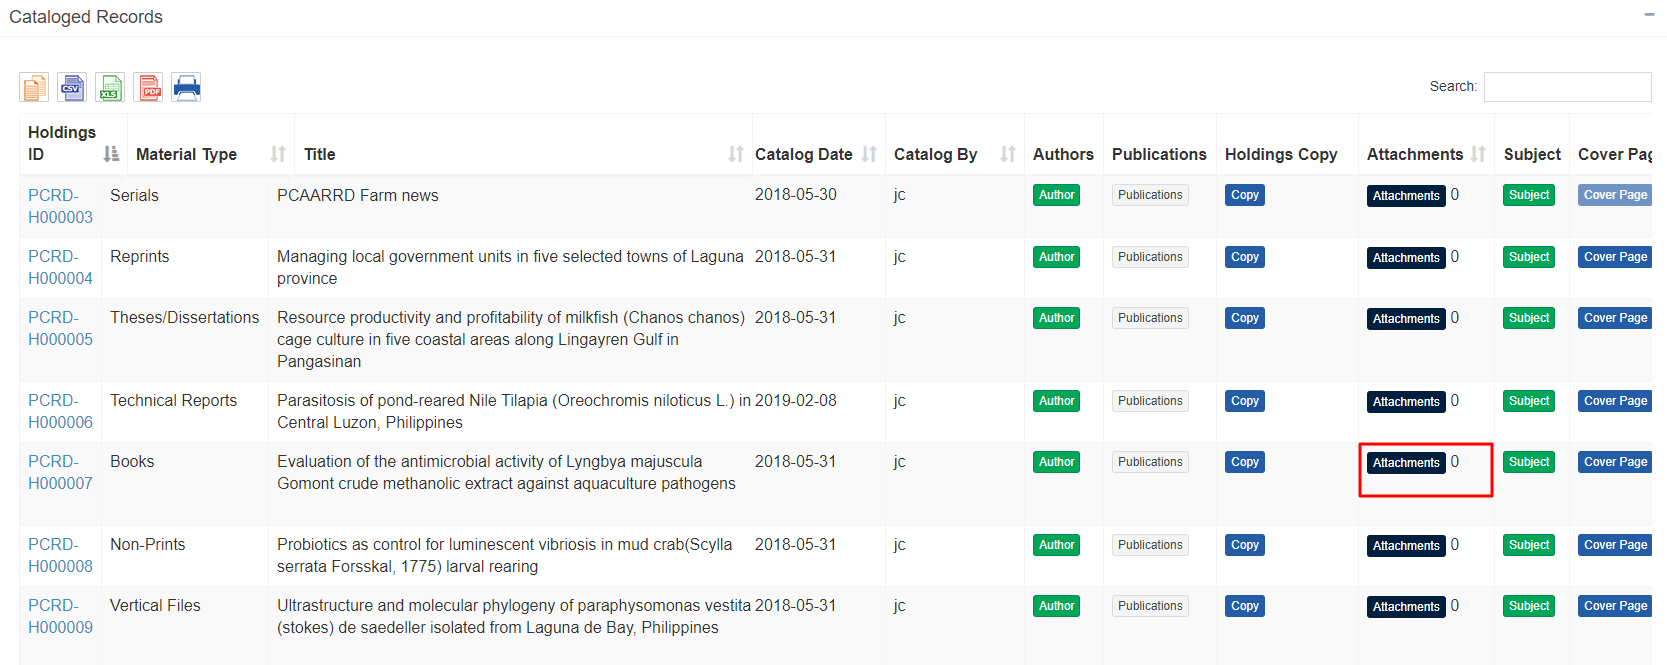 Cataloged Records
CSV
XLS
PDF
Search:
Holdings
ID
Material Type
Title
Catalog Date
Catalog By
Authors
Publications
Holdings Copy
Attachments
Subject
Cover Pag
PCRD- Serials PCAARRD Farm news 2018-05-30 jc Author Publications Copy Attachments 0 Subject Cover Page
H000003
PCRD- Reprints Managing local government units in five selected towns of Laguna 2018-05-31 jc Author Publications Copy Attachments 0 Subject Cover Page
H000004 province
PCRD- Theses/Dissertations Resource productivity and profitability of milkfish (Chanos chanos) 2018-05-31 jc Author Publications Copy Attachments 0 Subject Cover Page
H000005 cage culture in five coastal areas along Lingayren Gulf in
Pangasinan
PCRD- Technical Reports Parasitosis of pond-reared Nile Tilapia (Oreochromis niloticus L.) in 2019-02-08 jc Author Publications Copy Attachments 0 Subject Cover Page
H000006 Central Luzon, Philippines
PCRD- Books Evaluation of the antimicrobial activity of Lyngbya majuscula 2018-05-31 jc Author Publications Copy Attachments 0 Subject Cover Page
H000007 Gomont crude methanolic extract against aquaculture pathogens
PCRD- Non-Prints Probiotics as control for luminescent vibriosis in mud crab(Scylla 2018-05-31 jc Author Publications Copy Attachments 0 Subject Cover Page
H000008 serrata Forsskal, 1775) larval rearing
PCRD- Vertical Files Ultrastructure and molecular phylogeny of paraphysomonas vestita 2018-05-31 jc Author Publications Copy Attachments 0 Subject Cover Page
H000009 (stokes) de saedeller isolated from Laguna de Bay, Philippines